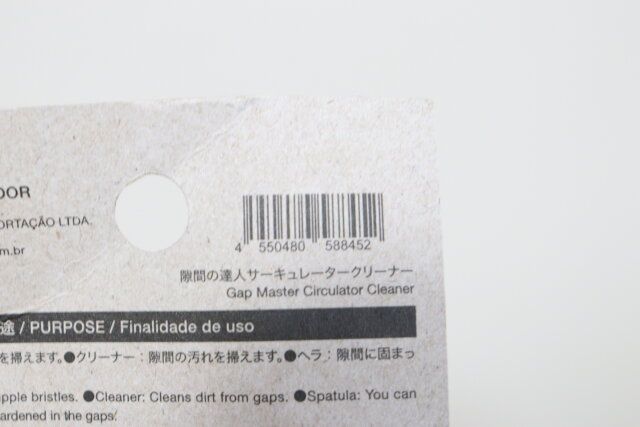 DOR
ORTAÇÃO LTDA.
m.br
4 550480 588452
隙間の達人サーキュレータークリーナー
Gap Master Circulator Cleaner
途 / PURPOSE / Finalidade de uso
を掃えます。●クリーナー：隙間の汚れを掃えます。●ヘラ：隙間に固まっ
pple bristles. ●Cleaner: Cleans dirt from gaps. ●Spatula: You can
ardened in the gaps.